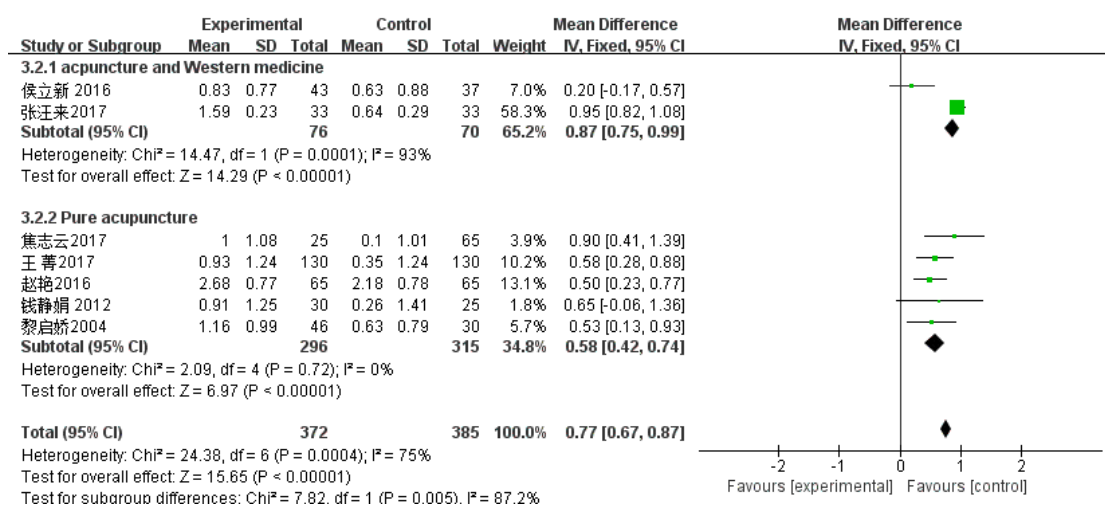 Experimental Control Mean Difference Mean Difference
Study or Subgroup Mean SD Total Mean SD Total Weight IV, Fixed, 95% CI IV, Fixed, 95% CI
3.2.1 acpuncture and Western medicine
侯立新 2016 0.83 0.77 43 0.63 0.88 37 7.0% 0.20 [-0.17, 0.57]
张汪来2017 1.59 0.23 33 0.64 0.29 33 58.3% 0.95 [0.82, 1.08]
Subtotal (95% CI) 76 70 65.2% 0.87 [0.75, 0.99]
Heterogeneity: Chi² = 14.47, df = 1 (P = 0.0001); I² = 93%
Test for overall effect: Z = 14.29 (P < 0.00001)
3.2.2 Pure acupuncture
焦志云2017 1 1.08 25 0.1 1.01 65 3.9% 0.90 [0.41, 1.39]
王 菁2017 0.93 1.24 130 0.35 1.24 130 10.2% 0.58 [0.28, 0.88]
赵艳2016 2.68 0.77 65 2.18 0.78 65 13.1% 0.50 [0.23, 0.77]
钱静娟 2012 0.91 1.25 30 0.26 1.41 25 1.8% 0.65 [-0.06, 1.36]
黎启娇2004 1.16 0.99 46 0.63 0.79 30 5.7% 0.53 [0.13, 0.93]
Subtotal (95% CI) 296 315 34.8% 0.58 [0.42, 0.74]
Heterogeneity: Chi² = 2.09, df = 4 (P = 0.72); I² = 0%
Test for overall effect: Z = 6.97 (P < 0.00001)
Total (95% CI) 372 385 100.0% 0.77 [0.67, 0.87]
Heterogeneity: Chi² = 24.38, df = 6 (P = 0.0004); I² = 75%
Test for overall effect: Z = 15.65 (P < 0.00001)
Test for subgroup differences: Chi² = 7.82, df = 1 (P = 0.005), I² = 87.2%
-2 -1 0 1 2
Favours [experimental] Favours [control]